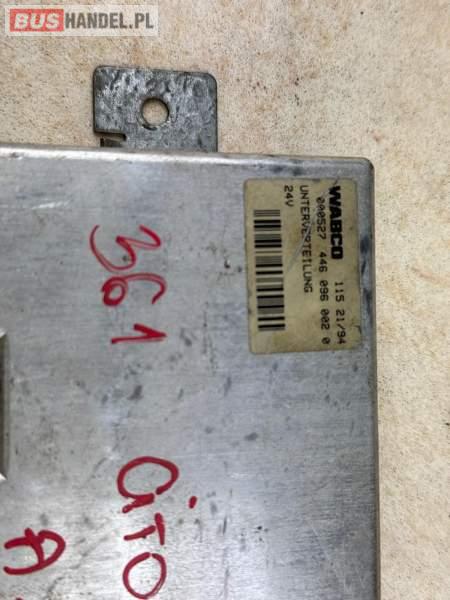 BUSHANDEL.PL
WABCO 115 21/94
000527 446 096 002 0
UNTERVERTEILUNG
24V
361
CITO
A